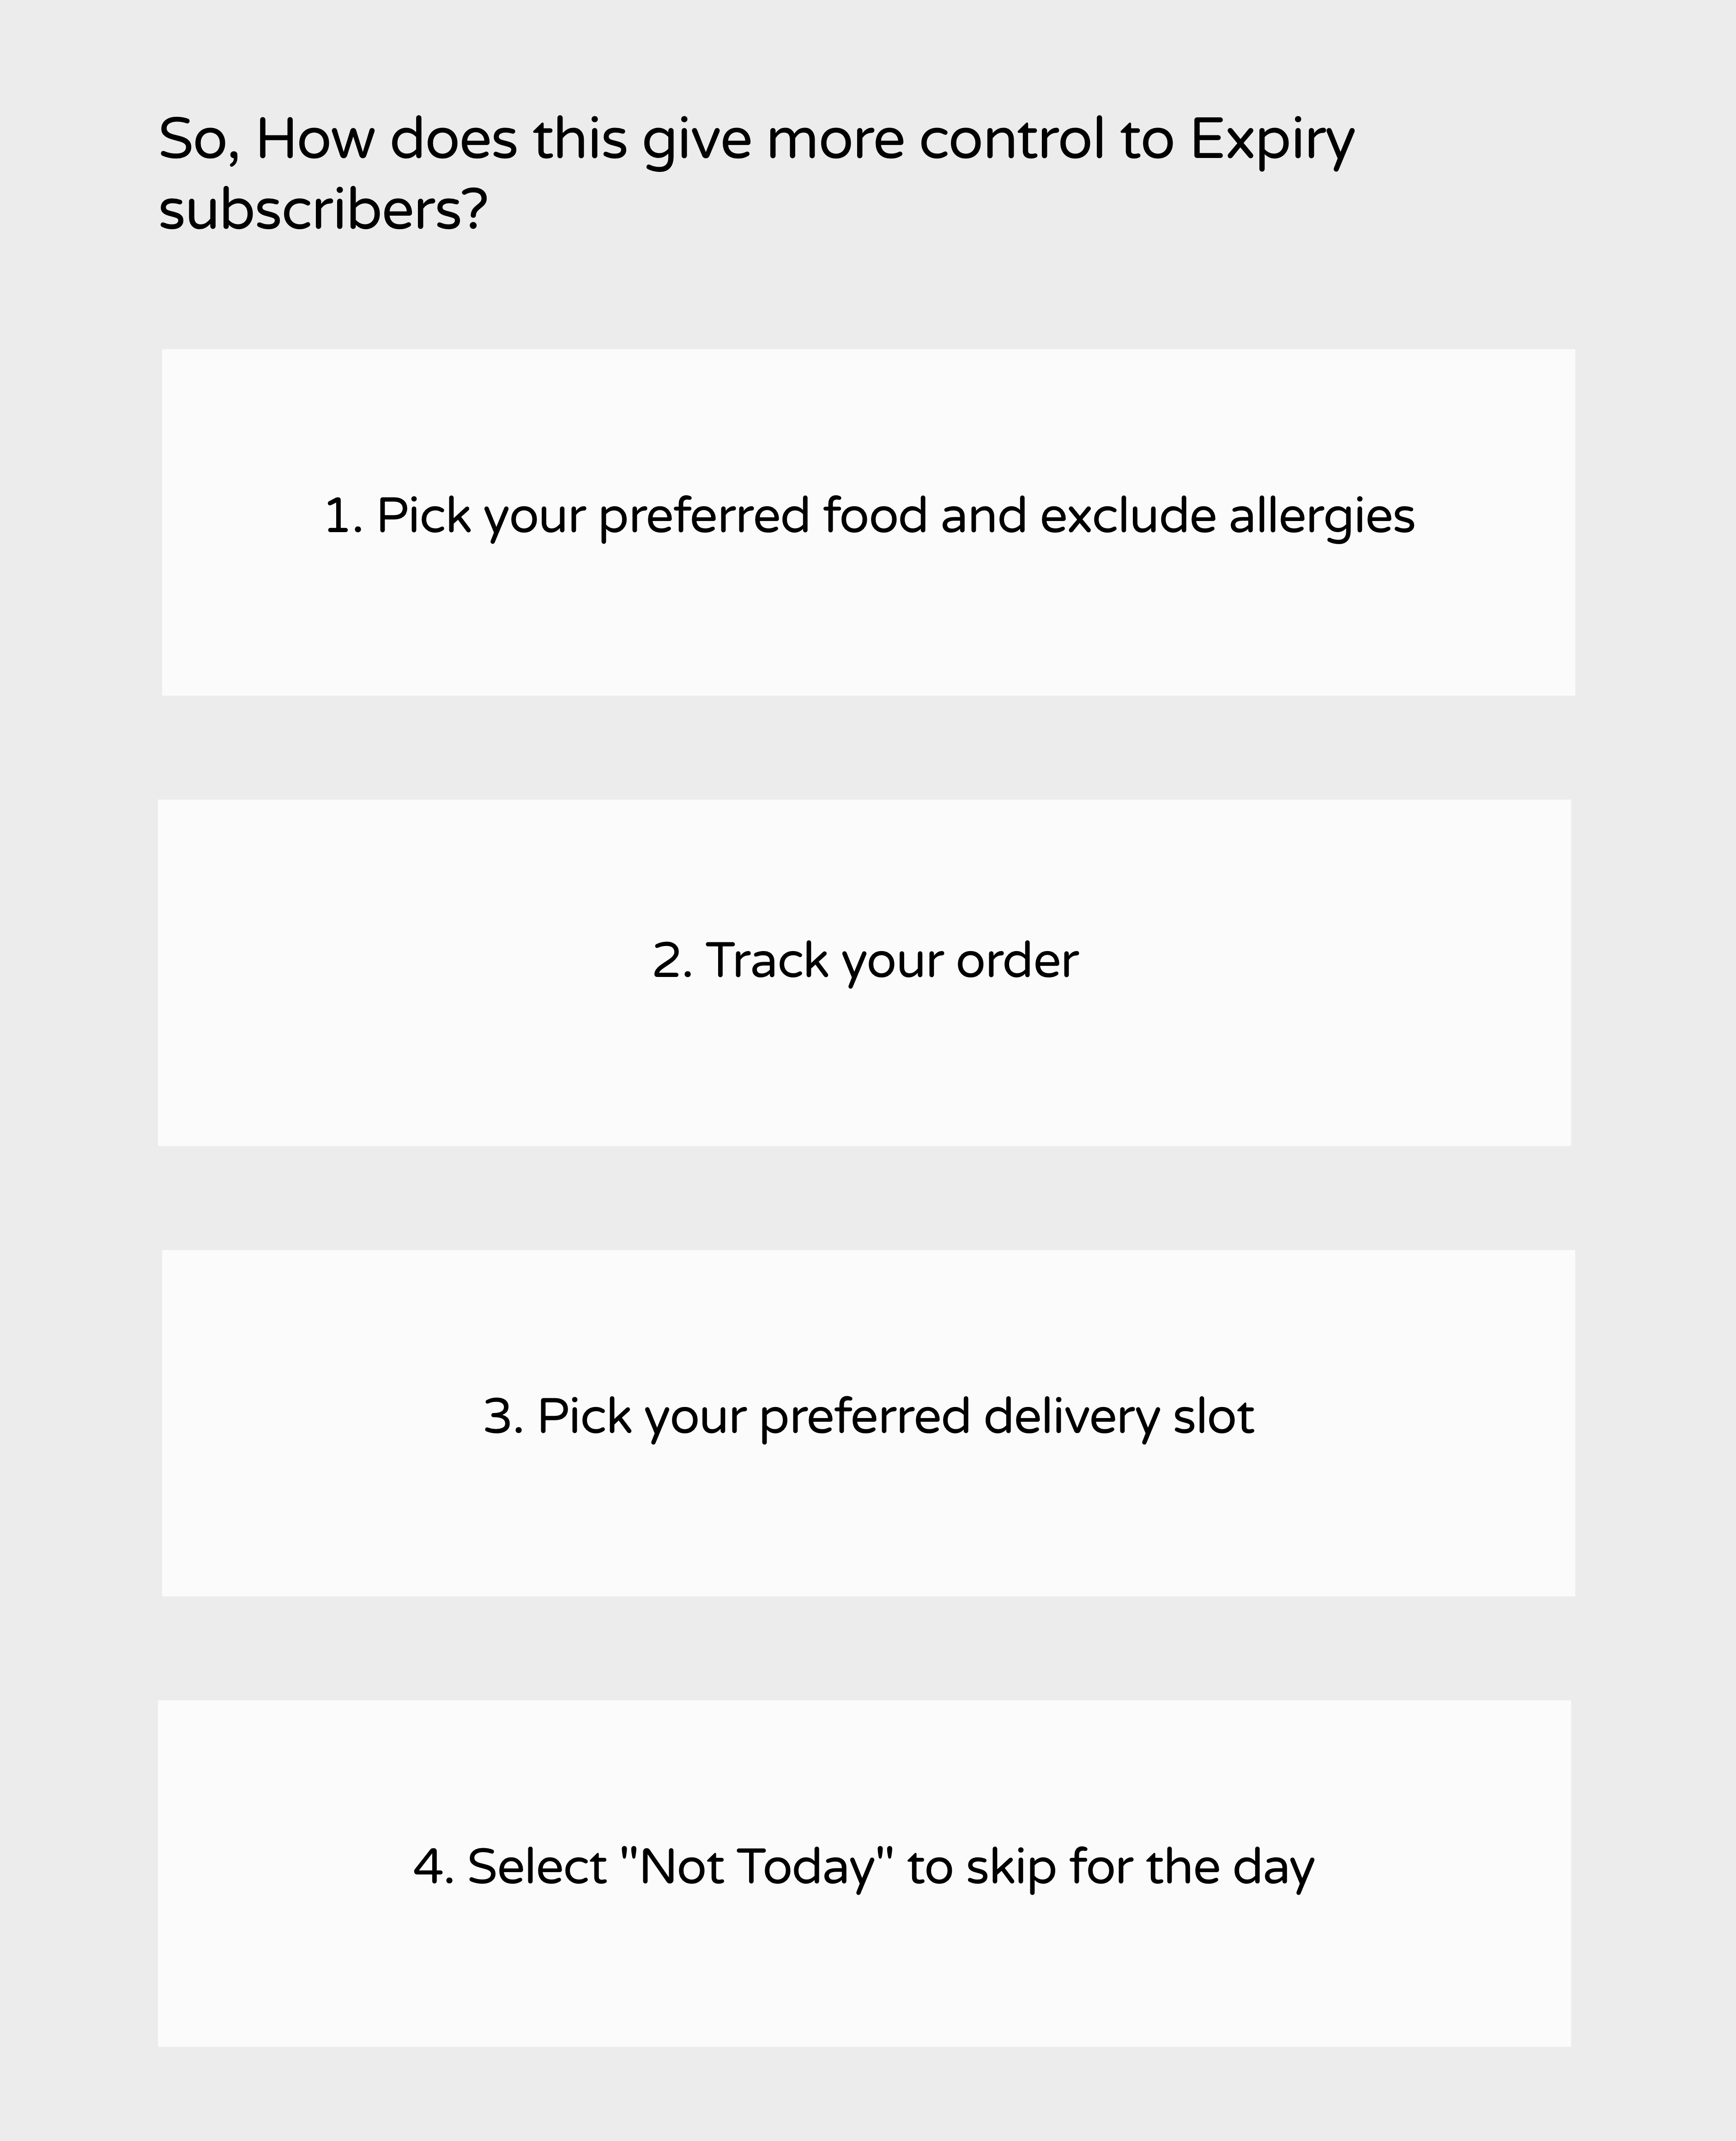 So, How does this give more control to Expiry
subscribers?
1. Pick your preferred food and exclude allergies
2. Track your order
3. Pick your preferred delivery slot
4. Select "Not Today" to skip for the day